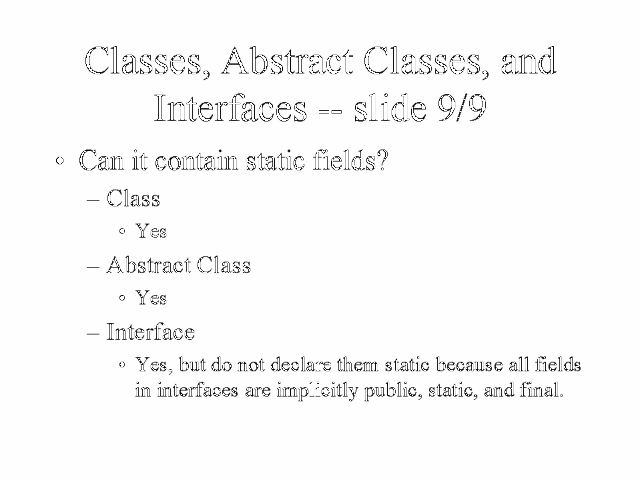 Classes, Abstract Classes, and
Interfaces -- slide 9/9
• Can it contain static fields?
– Class
• Yes
– Abstract Class
• Yes
– Interface
• Yes, but do not declare them static because all fields
in interfaces are implicitly public, static, and final.